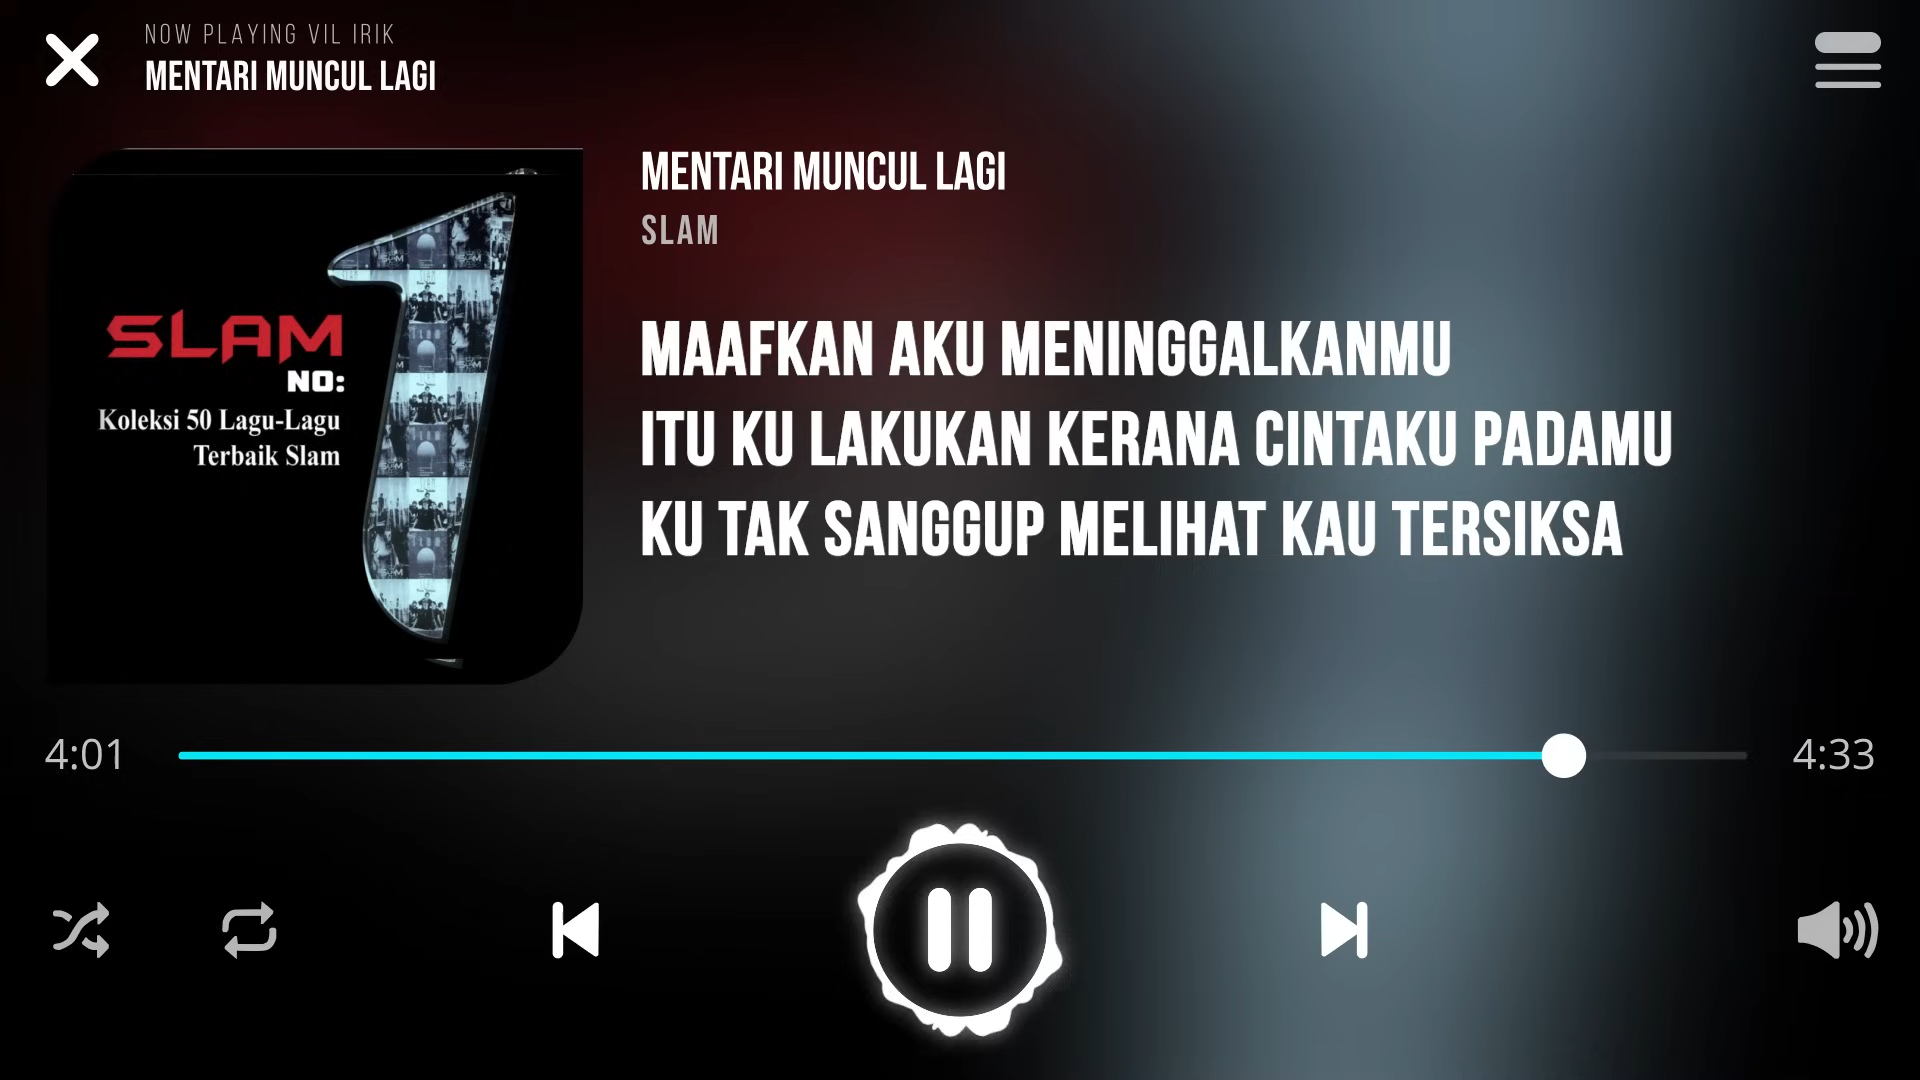 NOW PLAYING VIL IRIK
MENTARI MUNCUL LAGI
MENTARI MUNCUL LAGI
SLAM
SLAM
NO:
Koleksi 50 Lagu-Lagu
Terbaik Slam
MAAFKAN AKU MENINGGALKANMU
ITU KU LAKUKAN KERANA CINTAKU PADAMU
KU TAK SANGGUP MELIHAT KAU TERSIKSA
4:01
4:33